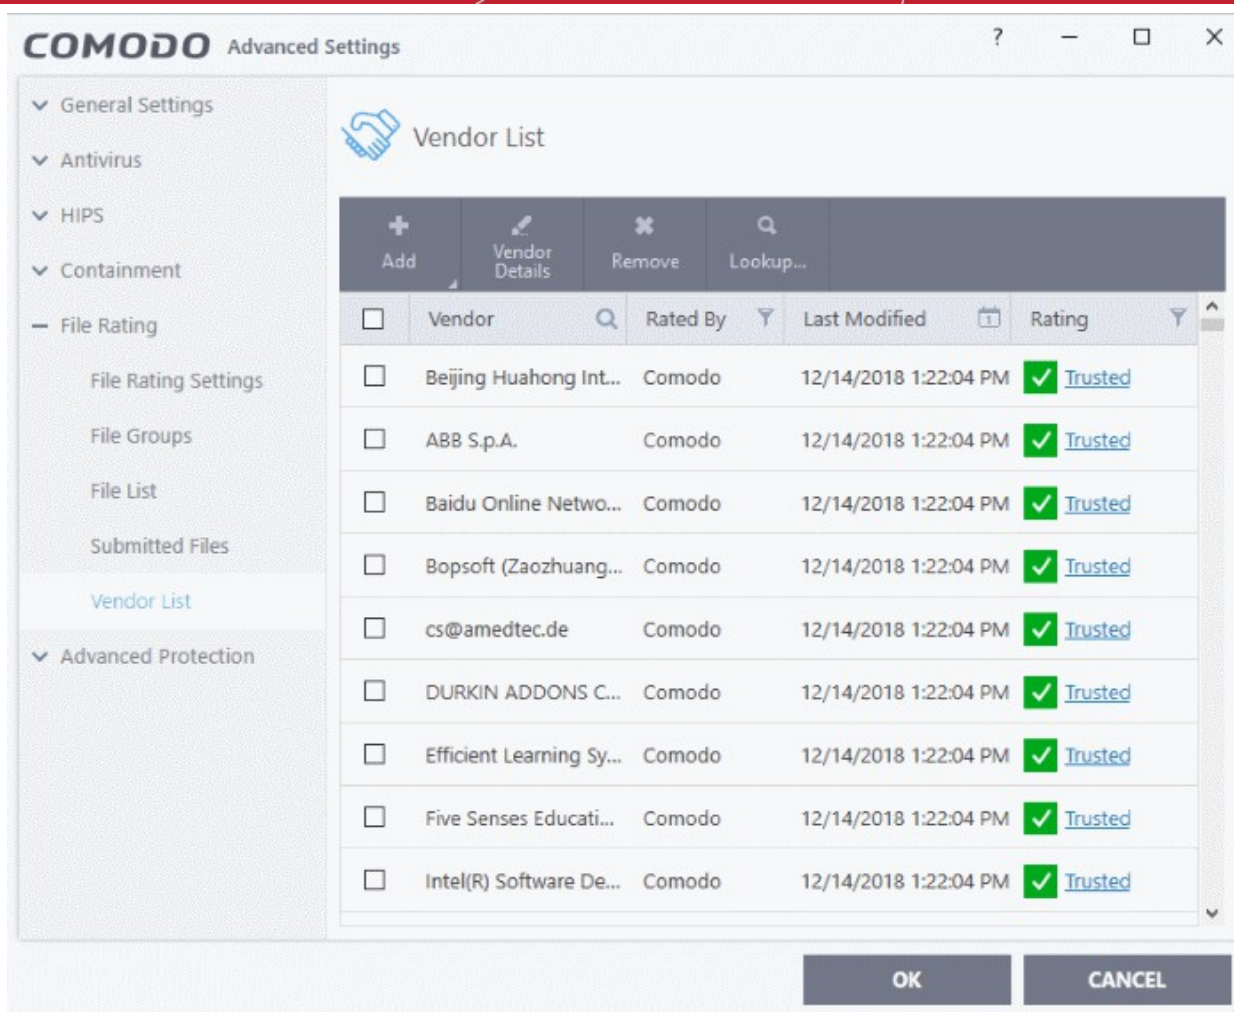 COMODO Advanced Settings
?
General Settings
Antivirus
HIPS
Containment
File Rating
File Rating Settings
File Groups
File List
Submitted Files
Vendor List
Advanced Protection
Vendor List
Add
Vendor
Details
Remove
Lookup...
Vendor Rated By Last Modified 1 Rating
Beijing Huahong Int... Comodo 12/14/2018 1:22:04 PM Trusted
ABB S.p.A. Comodo 12/14/2018 1:22:04 PM Trusted
Baidu Online Netwo... Comodo 12/14/2018 1:22:04 PM Trusted
Bopsoft (Zaozhuang... Comodo 12/14/2018 1:22:04 PM Trusted
cs@amedtec.de Comodo 12/14/2018 1:22:04 PM Trusted
DURKIN ADDONS C... Comodo 12/14/2018 1:22:04 PM Trusted
Efficient Learning Sy... Comodo 12/14/2018 1:22:04 PM Trusted
Five Senses Educati... Comodo 12/14/2018 1:22:04 PM Trusted
Intel(R) Software De... Comodo 12/14/2018 1:22:04 PM Trusted
OK
CANCEL